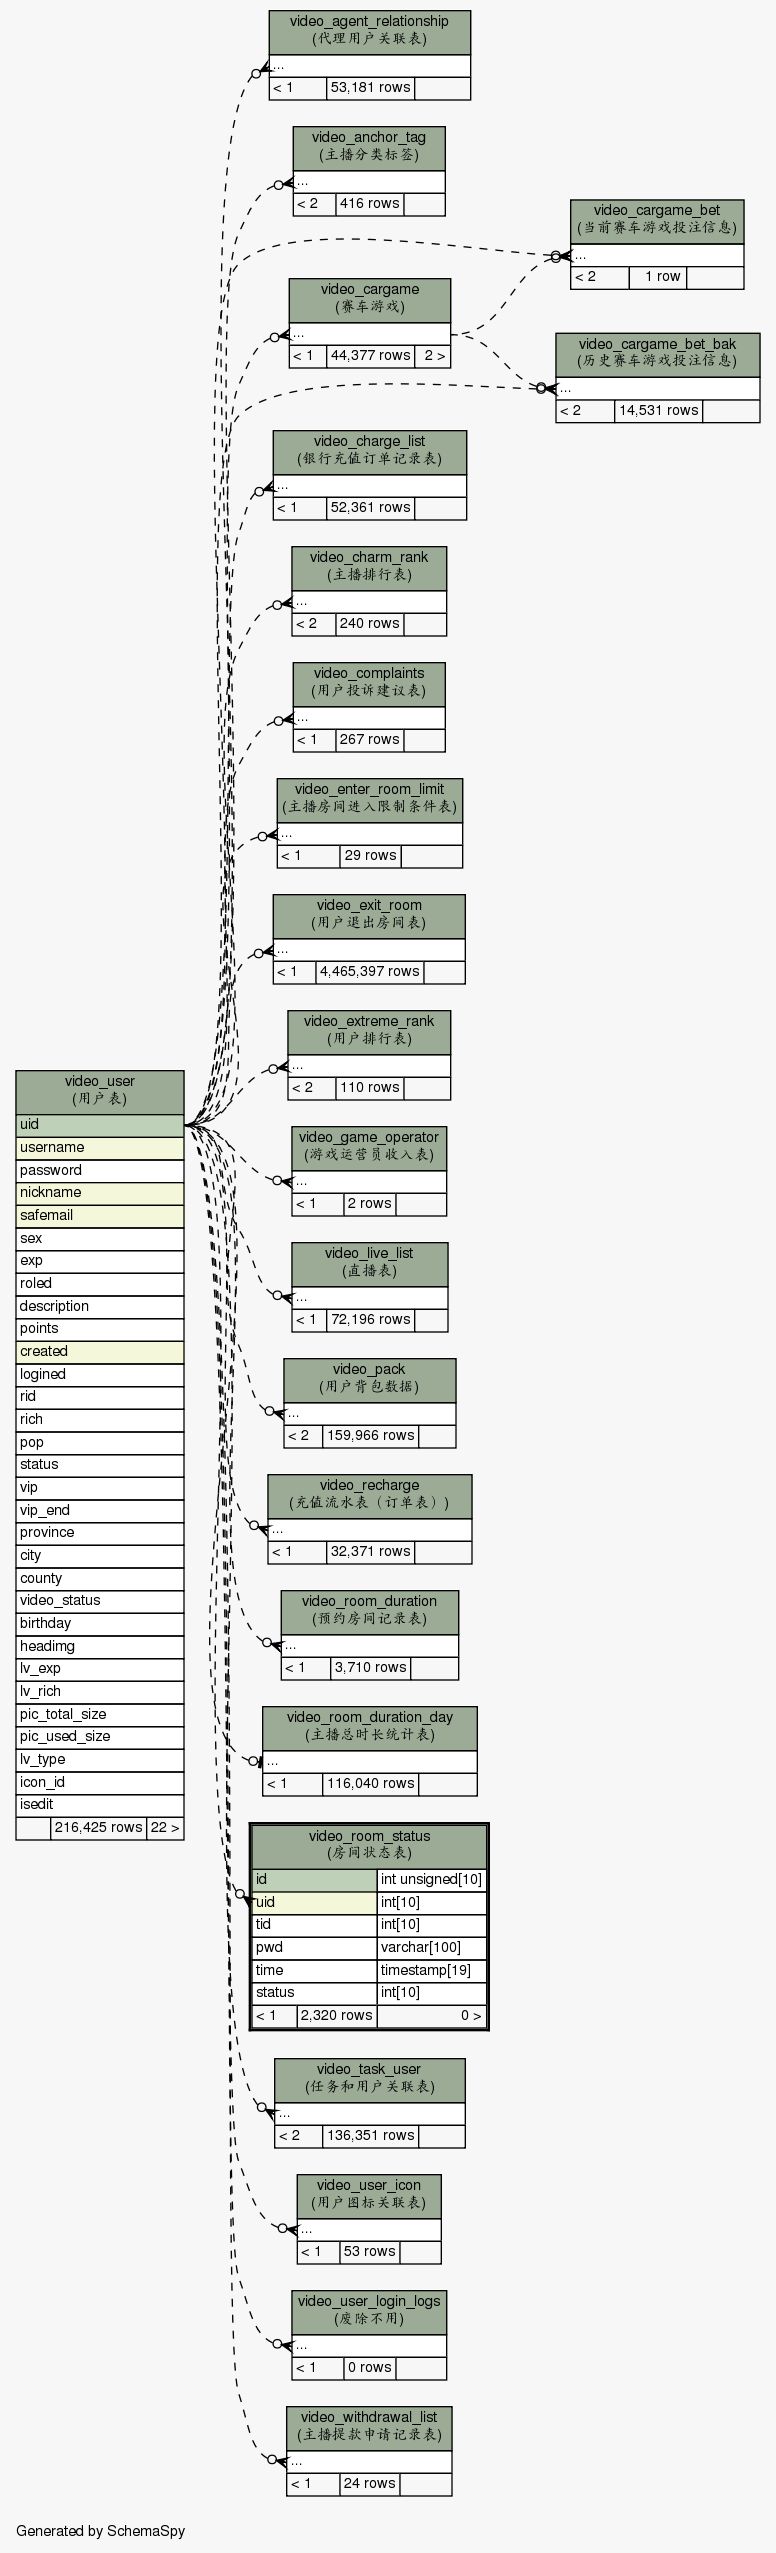 video_agent_relationship
(代理用户关联表)
...
< 1 53,181 rows
video_anchor_tag
(主播分类标签)
...
< 2 416 rows
video_cargame_bet
(当前赛车游戏投注信息)
...
< 2 1 row
video_cargame
(赛车游戏)
...
< 1 44,377 rows 2 >
video_cargame_bet_bak
(历史赛车游戏投注信息)
...
< 2 14,531 rows
video_charge_list
(银行充值订单记录表)
...
< 1 52,361 rows
video_charm_rank
(主播排行表)
...
< 2 240 rows
video_complaints
(用户投诉建议表)
...
< 1 267 rows
video_enter_room_limit
(主播房间进入限制条件表)
...
< 1 29 rows
video_exit_room
(用户退出房间表)
...
< 1 4,465,397 rows
video_extreme_rank
(用户排行表)
...
< 2 110 rows
video_user
(用户表)
uid
username
password
nickname
safemail
sex
exp
roled
description
points
created
logined
rid
rich
pop
status
vip
vip_end
province
city
county
video_status
birthday
headimg
lv_exp
lv_rich
pic_total_size
pic_used_size
lv_type
icon_id
isedit
216,425 rows 22 >
video_game_operator
(游戏运营员收入表)
...
< 1 2 rows
video_live_list
(直播表)
...
< 1 72,196 rows
video_pack
(用户背包数据)
...
< 2 159,966 rows
video_recharge
(充值流水表（订单表）)
...
< 1 32,371 rows
video_room_duration
(预约房间记录表)
...
< 1 3,710 rows
video_room_duration_day
(主播总时长统计表)
...
< 1 116,040 rows
video_room_status
(房间状态表)
id int unsigned[10]
uid int[10]
tid int[10]
pwd varchar[100]
time timestamp[19]
status int[10]
< 1 2,320 rows 0 >
video_task_user
(任务和用户关联表)
...
< 2 136,351 rows
video_user_icon
(用户图标关联表)
...
< 1 53 rows
video_user_login_logs
(废除不用)
...
< 1 0 rows
video_withdrawal_list
(主播提款申请记录表)
...
< 1 24 rows
Generated by SchemaSpy